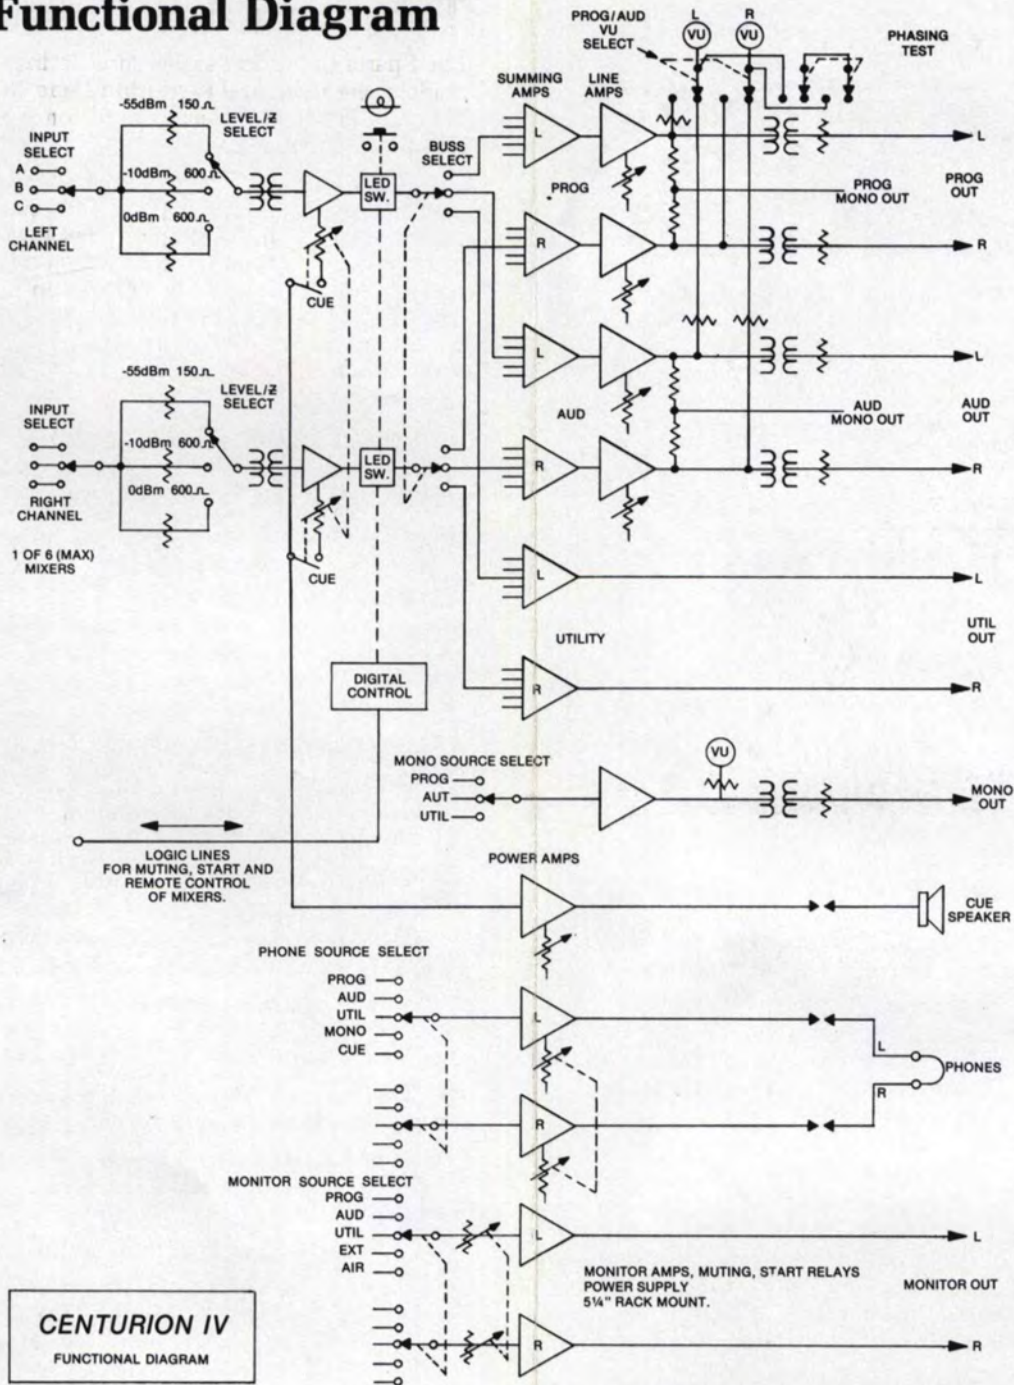 Functional Diagram
PROG/AUD
VU
SELECT
L
R
VU
VU
PHASING
TEST
SUMMING
AMPS
LINE
AMPS
-55dBm 150Ω
LEVEL/Z
SELECT
INPUT
SELECT
A
B
C
-10dBm 600Ω
0dBm 600Ω
LEFT
CHANNEL
LED
SW.
BUSS
SELECT
CUE
L
PROG
R
L
AUD
R
L
UTILITY
R
L
PROG
MONO OUT
PROG
OUT
R
L
AUD
MONO OUT
AUD
OUT
R
L
UTIL
OUT
R
-55dBm 150Ω
LEVEL/Z
SELECT
INPUT
SELECT
-10dBm 600Ω
0dBm 600Ω
RIGHT
CHANNEL
LED
SW.
1 OF 6 (MAX)
MIXERS
CUE
DIGITAL
CONTROL
MONO SOURCE SELECT
PROG
AUT
UTIL
VU
MONO
OUT
LOGIC LINES
FOR MUTING, START AND
REMOTE CONTROL
OF MIXERS.
POWER AMPS
CUE
SPEAKER
PHONE SOURCE SELECT
PROG
AUD
UTIL
MONO
CUE
L
R
L
R
PHONES
MONITOR SOURCE SELECT
PROG
AUD
UTIL
EXT
AIR
L
R
L
MONITOR AMPS, MUTING, START RELAYS
POWER SUPPLY
5¼" RACK MOUNT.
MONITOR OUT
R
CENTURION IV
FUNCTIONAL DIAGRAM